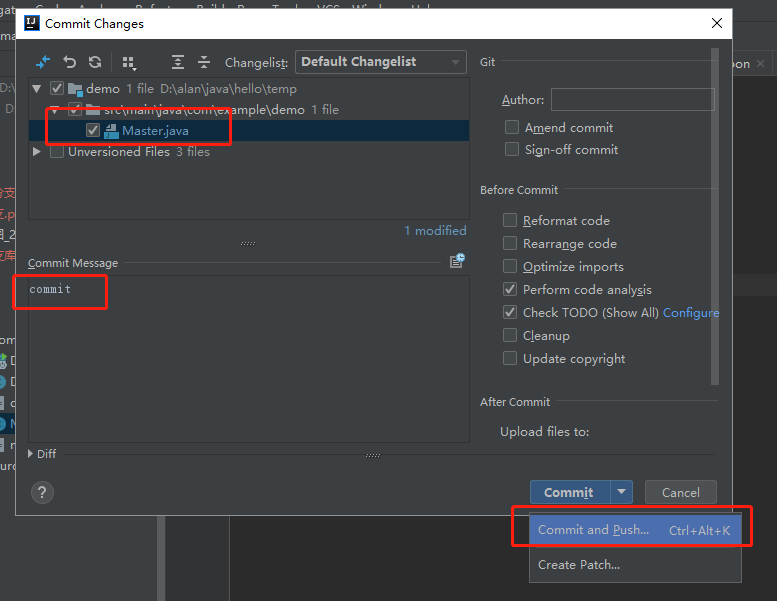 Commit Changes
Changelist: Default Changelist
demo 1 file D:\alan\java\hello\temp
src\main\java\com\example\demo 1 file
Master.java
Unversioned Files 3 files
1 modified
Commit Message
commit
Diff
Git
Author:
Amend commit
Sign-off commit
Before Commit
Reformat code
Rearrange code
Optimize imports
Perform code analysis
Check TODO (Show All) Configure
Cleanup
Update copyright
After Commit
Upload files to:
?
Commit
Cancel
Commit and Push... Ctrl+Alt+K
Create Patch...